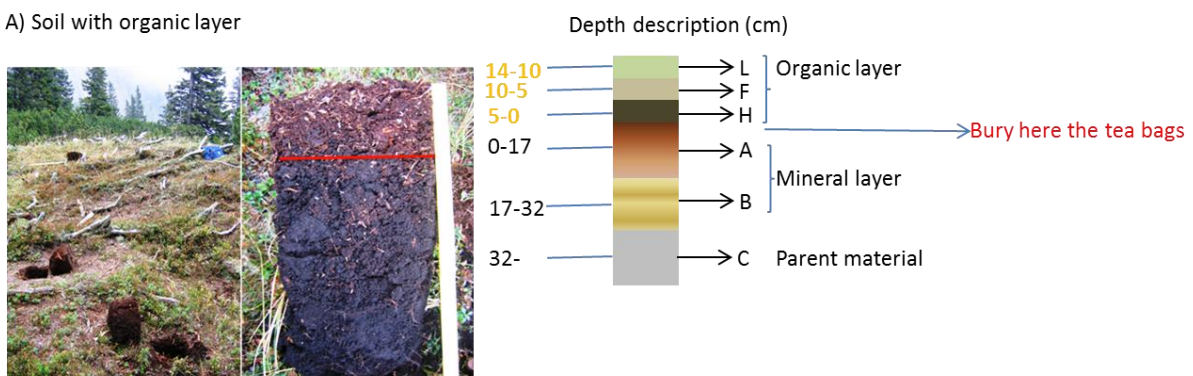 A) Soil with organic layer
Depth description (cm)
14-10
L
Organic layer
10-5
F
5-0
H
Bury here the tea bags
0-17
A
Mineral layer
17-32
B
32-
C
Parent material